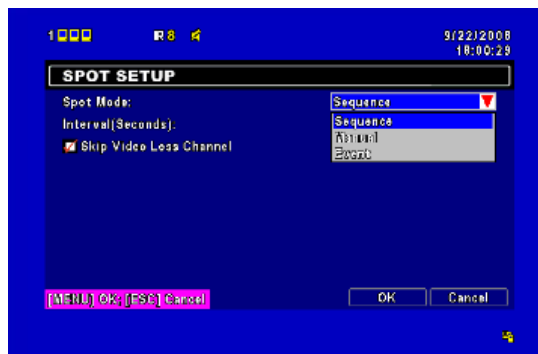 1 R 8 9/22/2008
18:00:29
SPOT SETUP
Spot Mode: Sequence
Interval(Seconds): Sequence
Manual
Skip Video Loss Channel
Event
[MENU] OK; [ESC] Cancel OK Cancel